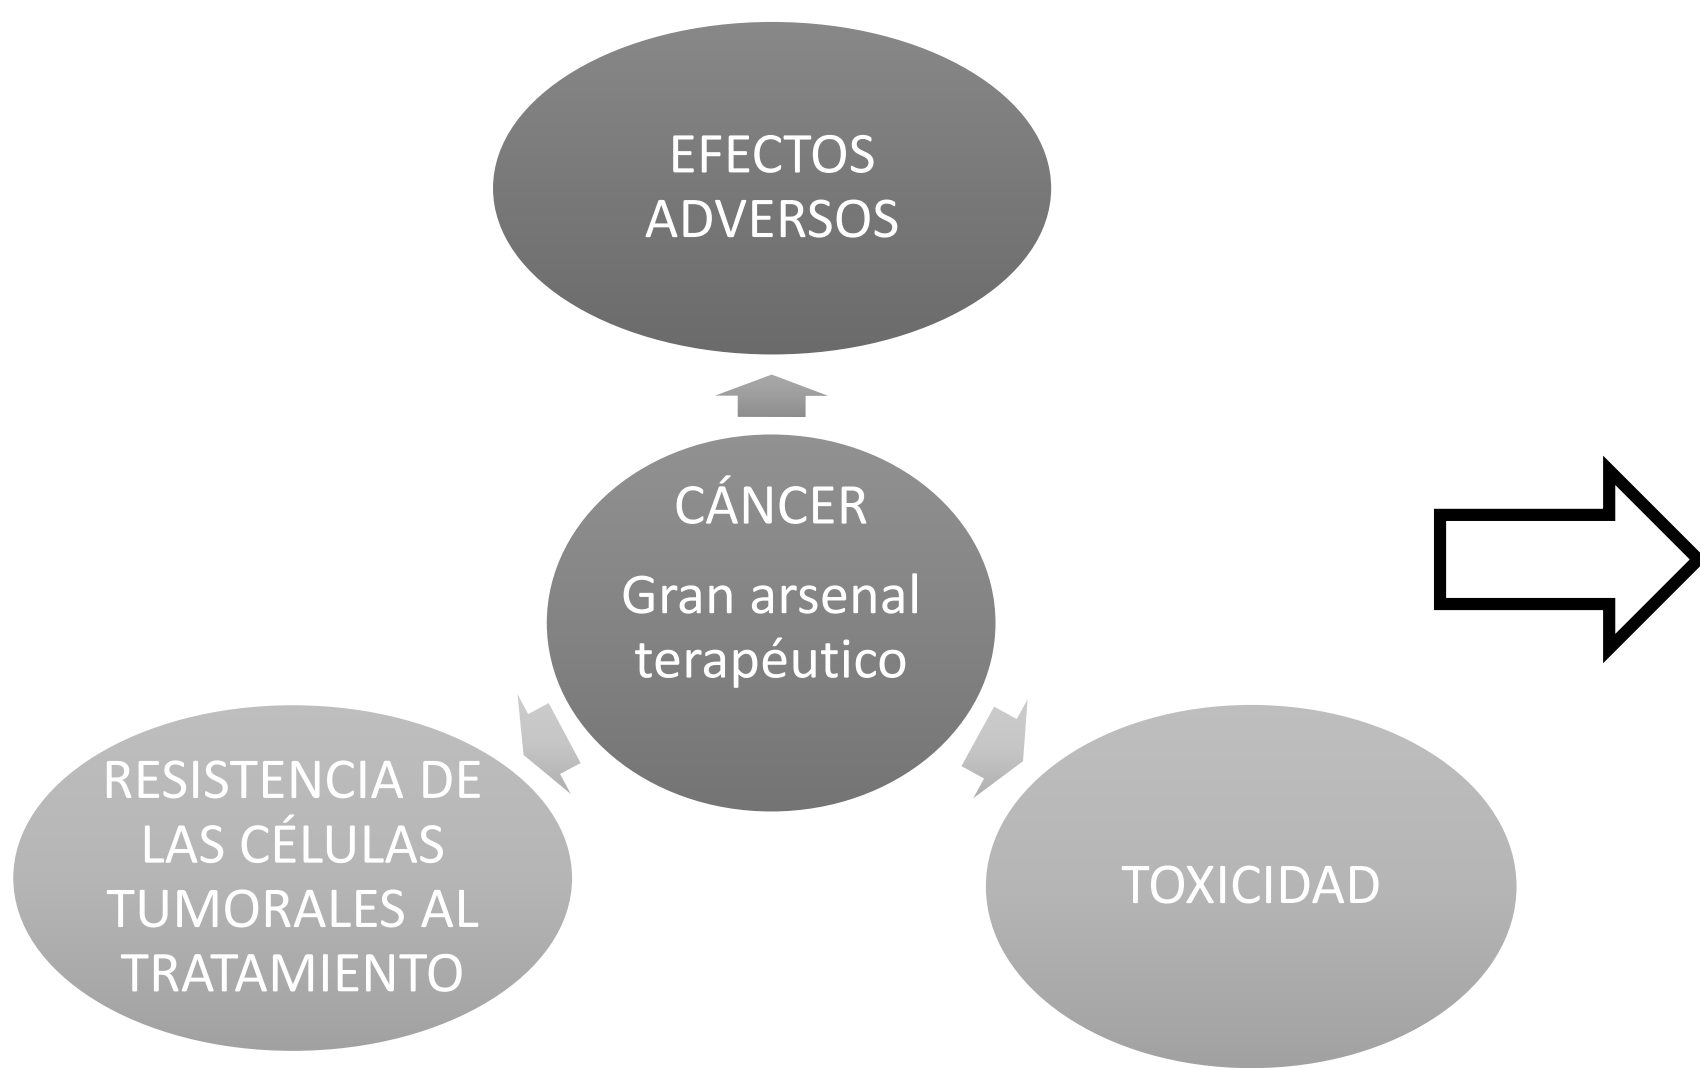 EFECTOS
ADVERSOS
CÁNCER
Gran arsenal
terapéutico
RESISTENCIA DE
LAS CÉLULAS
TUMORALES AL
TRATAMIENTO
TOXICIDAD